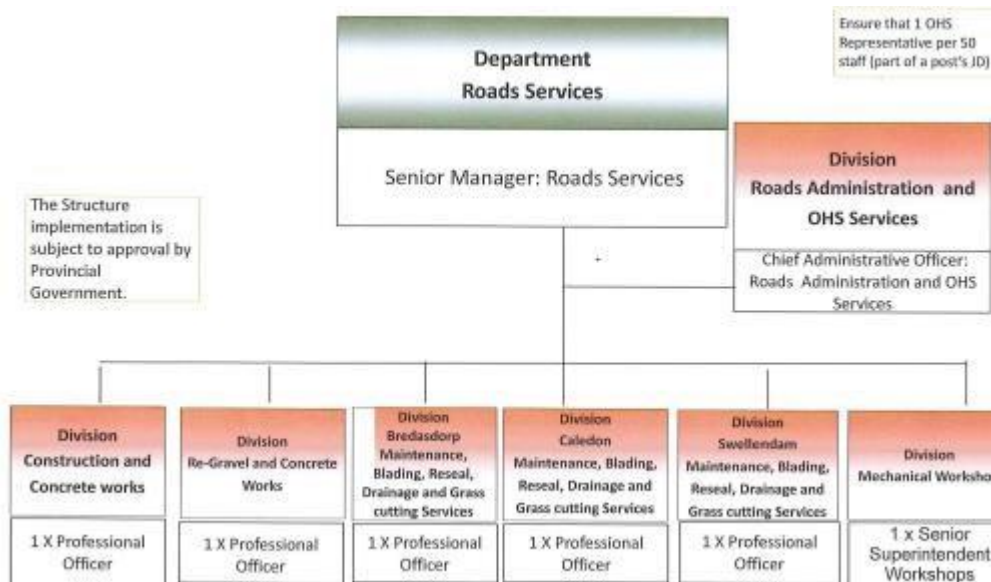 Ensure that 1 OHS
Representative per 50
staff (part of a post's JD)
Department
Roads Services
Senior Manager: Roads Services
Division
Roads Administration and
OHS Services
Chief Administrative Officer:
Roads Administration and OHS
Services
The Structure
implementation is
subject to approval by
Provincial
Government.
Division
Construction and
Concrete works
1 X Professional
Officer
Division
Re-Gravel and Concrete
Works
1 X Professional
Officer
Division
Bredasdorp
Maintenance,
Blading, Reseal,
Drainage and Grass
cutting Services
1 X Professional
Officer
Division
Caledon
Maintenance, Blading,
Reseal, Drainage and
Grass cutting Services
1 X Professional
Officer
Division
Swellendam
Maintenance, Blading,
Reseal, Drainage and
Grass cutting Services
1 X Professional
Officer
Division
Mechanical Worksho
1 x Senior
Superintendent
Workshops